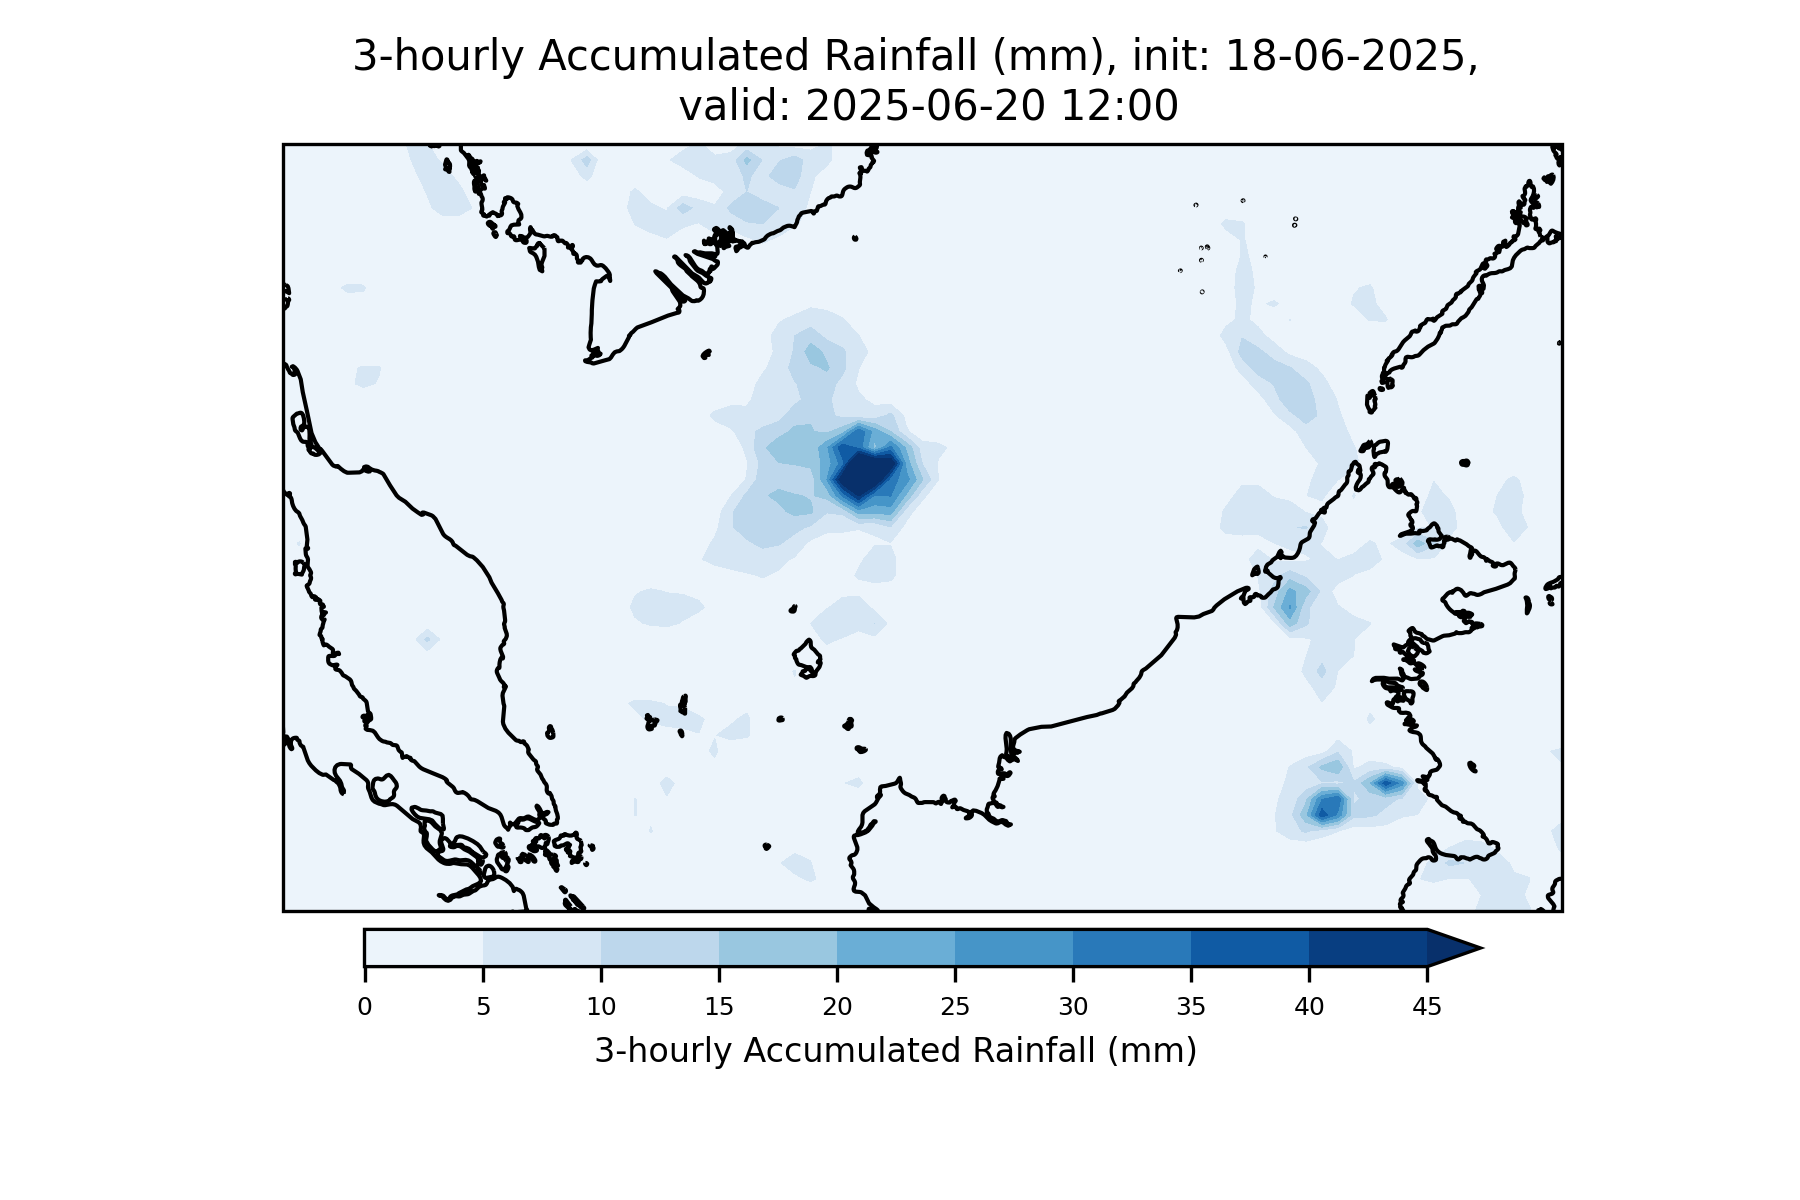 3-hourly Accumulated Rainfall (mm), init: 18-06-2025,
valid: 2025-06-20 12:00
0 5 10 15 20 25 30 35 40 45
3-hourly Accumulated Rainfall (mm)